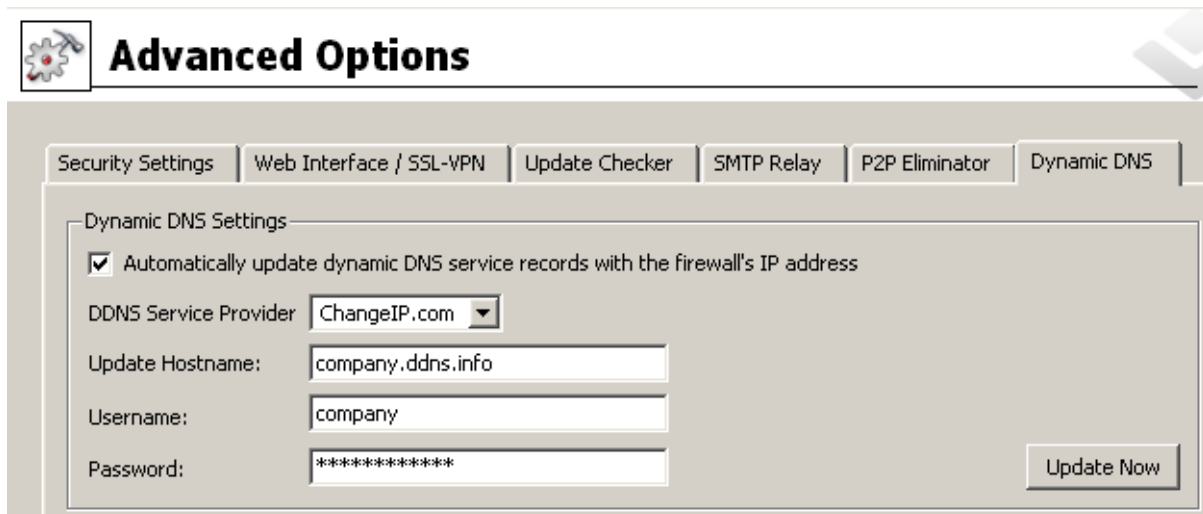 Advanced Options
Security Settings Web Interface / SSL-VPN Update Checker SMTP Relay P2P Eliminator Dynamic DNS
Dynamic DNS Settings
Automatically update dynamic DNS service records with the firewall's IP address
DDNS Service Provider ChangeIP.com
Update Hostname: company.ddns.info
Username: company
Password: ************
Update Now